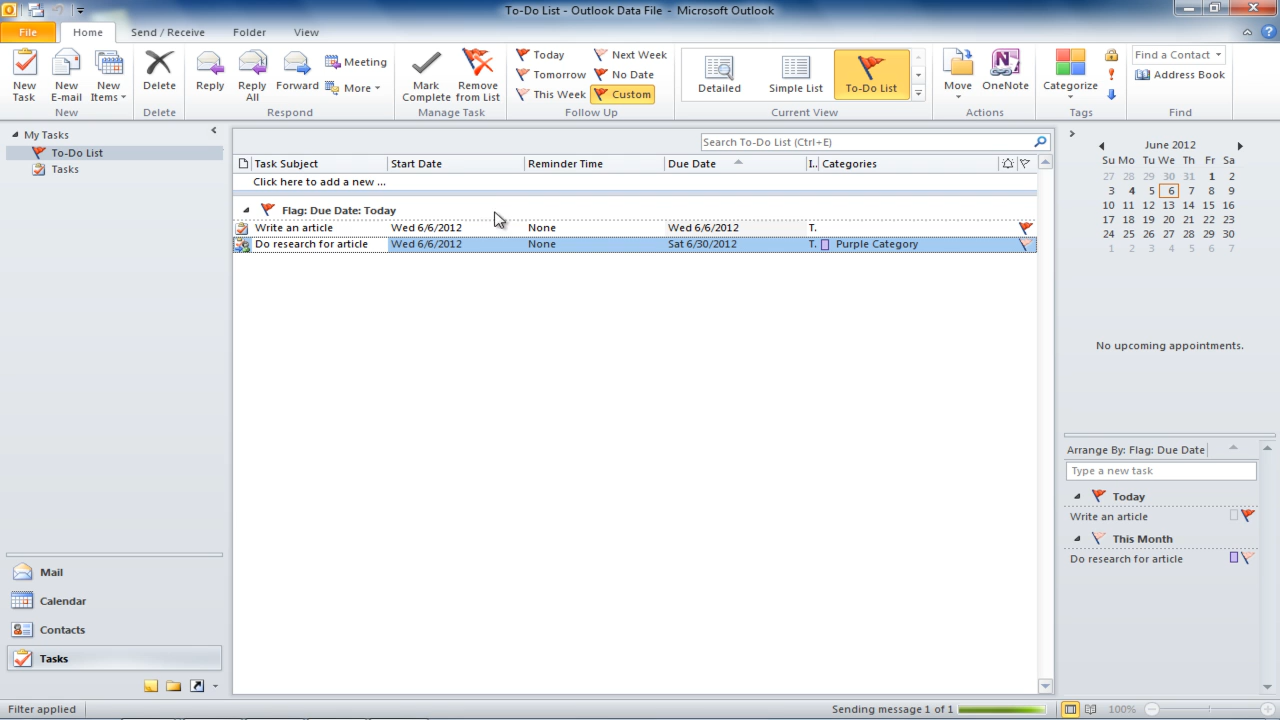 To-Do List - Outlook Data File - Microsoft Outlook
File Home Send / Receive Folder View
New Task
New E-mail
New Items
New
Delete
Delete
Reply
Reply All
Forward
Meeting
More
Respond
Mark Complete
Remove from List
Manage Task
Today
Tomorrow
This Week
Next Week
No Date
Custom
Follow Up
Detailed
Simple List
To-Do List
Current View
Move
OneNote
Actions
Categorize
Tags
Find a Contact
Address Book
Find
My Tasks
To-Do List
Tasks
Mail
Calendar
Contacts
Tasks
Search To-Do List (Ctrl+E)
Task Subject Start Date Reminder Time Due Date I.. Categories
Click here to add a new ...
Flag: Due Date: Today
Write an article Wed 6/6/2012 None Wed 6/6/2012 T.
Do research for article Wed 6/6/2012 None Sat 6/30/2012 T. Purple Category
June 2012
Su Mo Tu We Th Fr Sa
27 28 29 30 31 1 2
3 4 5 6 7 8 9
10 11 12 13 14 15 16
17 18 19 20 21 22 23
24 25 26 27 28 29 30
1 2 3 4 5 6 7
No upcoming appointments.
Arrange By: Flag: Due Date
Type a new task
Today
Write an article
This Month
Do research for article
Filter applied
Sending message 1 of 1
100%